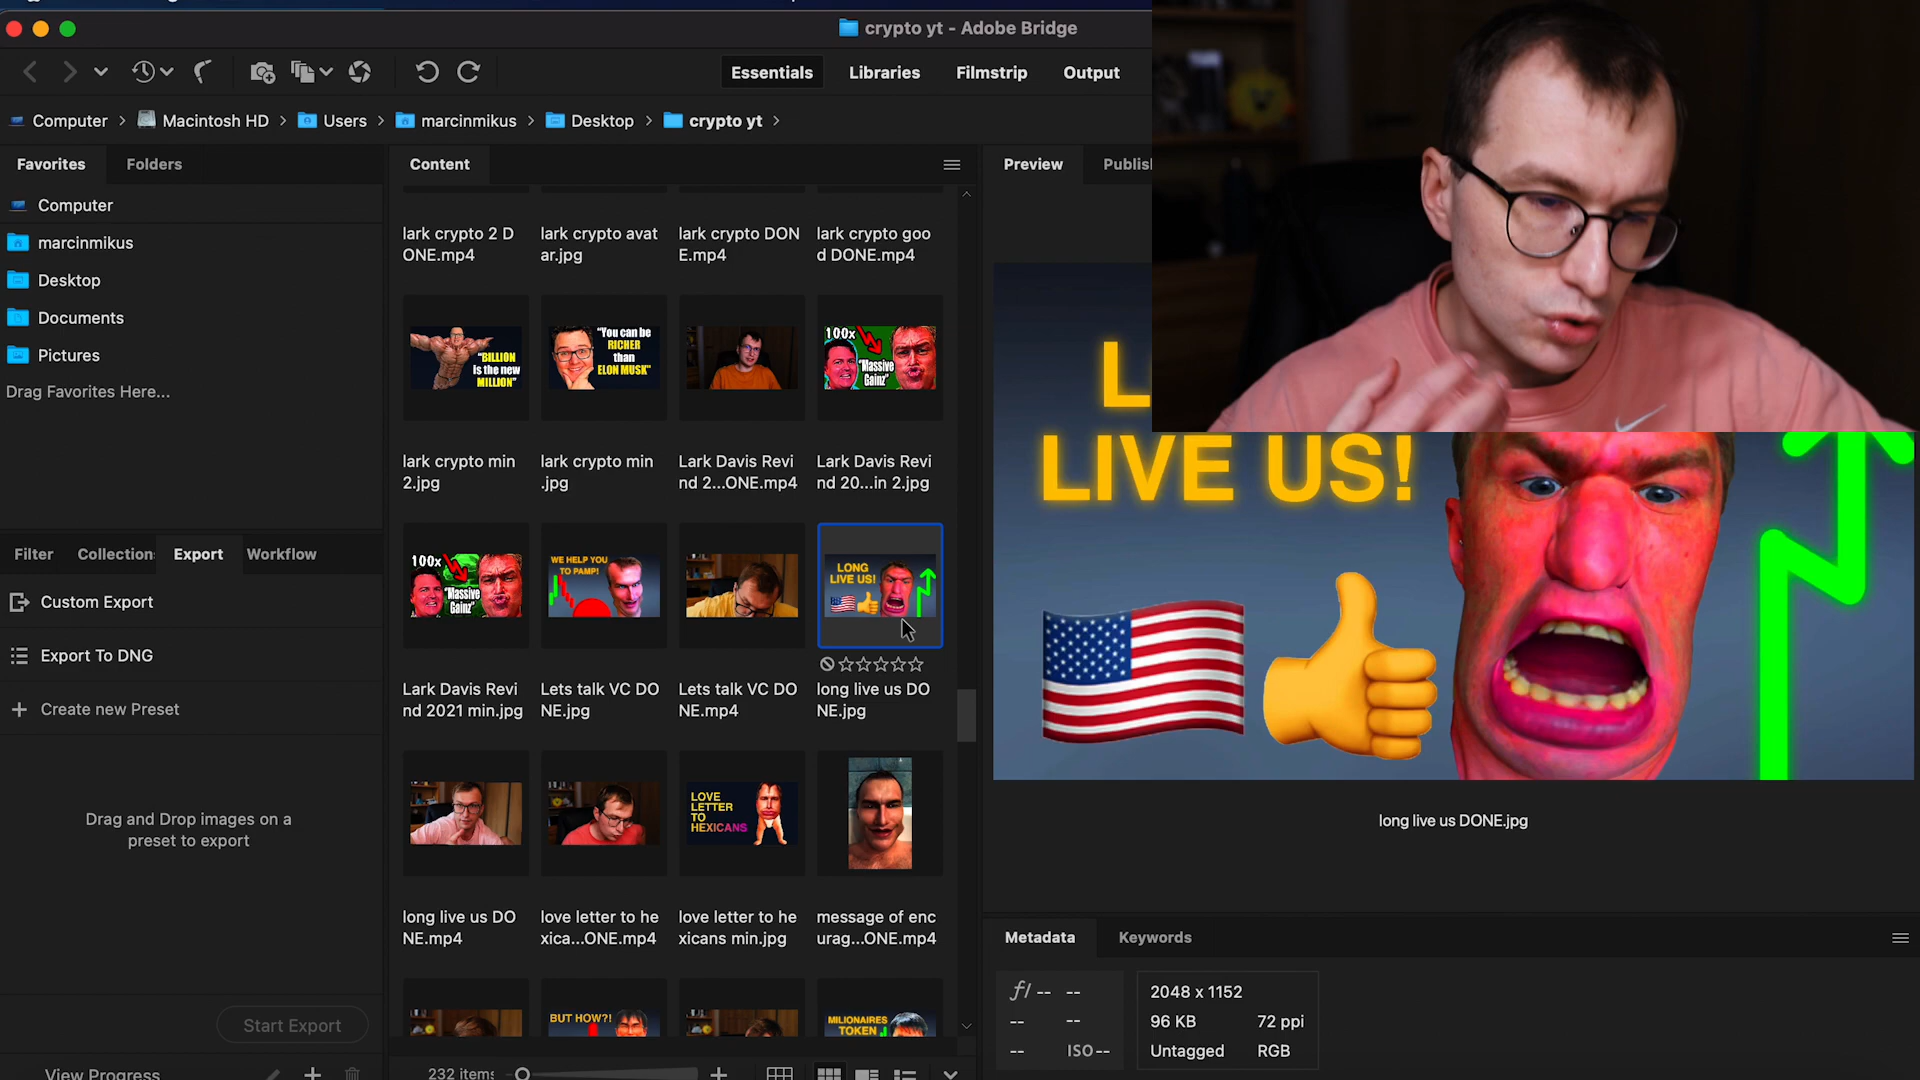 crypto yt - Adobe Bridge
Essentials
Libraries
Filmstrip
Output
Computer
Macintosh HD
Users
marcinmikus
Desktop
crypto yt
Favorites
Folders
Computer
marcinmikus
Desktop
Documents
Pictures
Drag Favorites Here...
Filter
Collection
Export
Workflow
Custom Export
Export To DNG
Create new Preset
Drag and Drop images on a
preset to export
Start Export
View Progress
Content
lark crypto 2 D
ONE.mp4
lark crypto avat
ar.jpg
lark crypto DON
E.mp4
lark crypto goo
d DONE.mp4
"BILLION
Is the new
MILLION"
"You can be
RICHER
than
ELON MUSK"
100x
"Massive
Gainz"
lark crypto min
2.jpg
lark crypto min
.jpg
Lark Davis Revi
nd 2...ONE.mp4
Lark Davis Revi
nd 20...in 2.jpg
100x
"Massive
Gainz"
WE HELP YOU
TO PAMP!
LONG
LIVE US!
Lark Davis Revi
nd 2021 min.jpg
Lets talk VC DO
NE.jpg
Lets talk VC DO
NE.mp4
long live us DO
NE.jpg
LOVE
LETTER
TO
HEXICANS
long live us DO
NE.mp4
love letter to he
xica...ONE.mp4
love letter to he
xicans min.jpg
message of enc
urag...ONE.mp4
BUT HOW?!
MILIONAIRES
TOKEN
232 items
Preview
Publis
L
LIVE US!
long live us DONE.jpg
Metadata
Keywords
f/ -- --
-- --
-- ISO--
2048 x 1152
96 KB 72 ppi
Untagged RGB